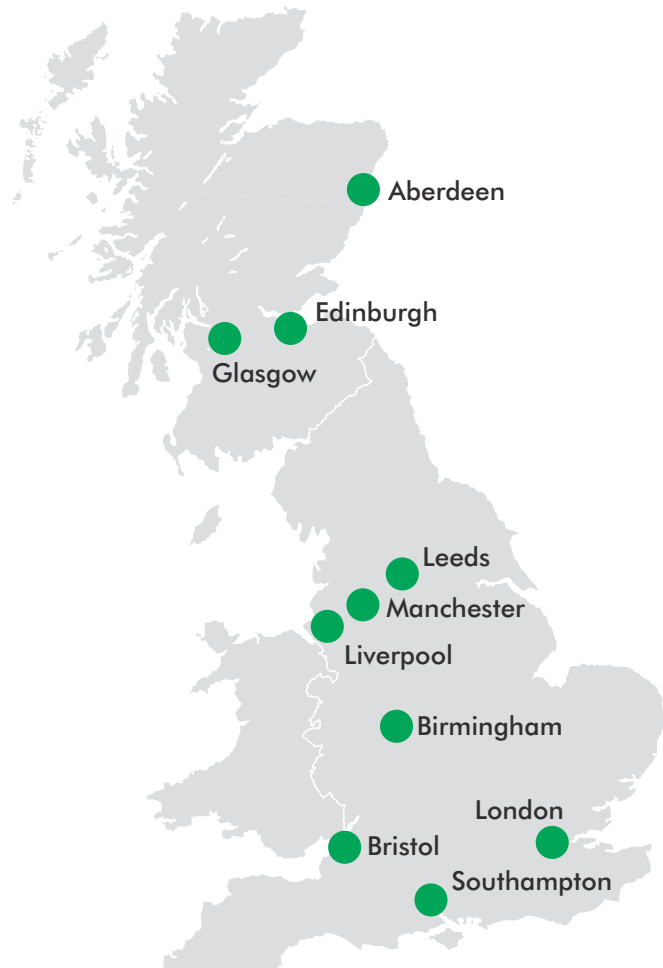 Aberdeen
Edinburgh
Glasgow
Leeds
Manchester
Liverpool
Birmingham
London
Bristol
Southampton